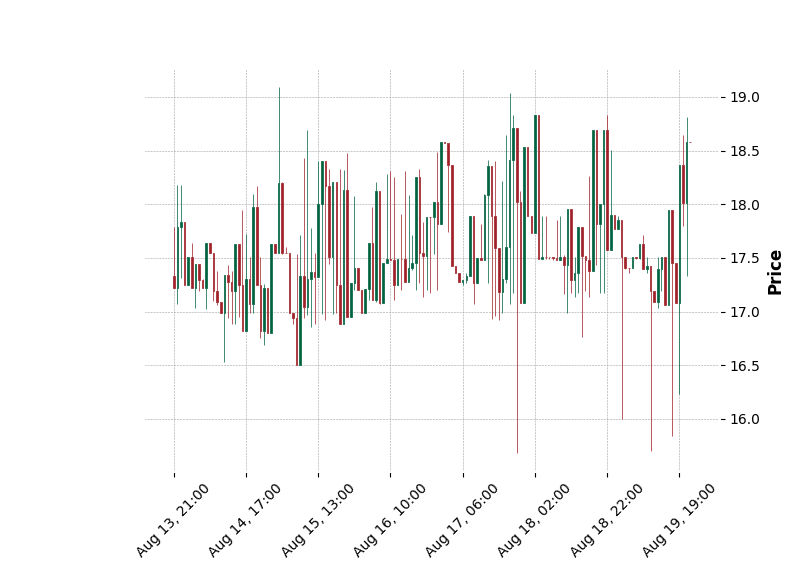 19.0
18.5
18.0
17.5
17.0
16.5
16.0
Price
Aug 13, 21:00
Aug 14, 17:00
Aug 15, 13:00
Aug 16, 10:00
Aug 17, 06:00
Aug 18, 02:00
Aug 18, 22:00
Aug 19, 19:00